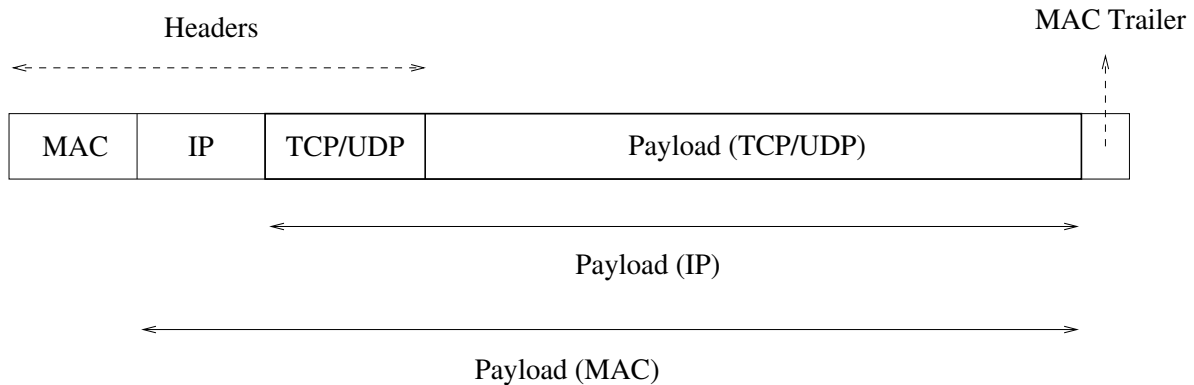 Headers
MAC Trailer
MAC
IP
TCP/UDP
Payload (TCP/UDP)
Payload (IP)
Payload (MAC)